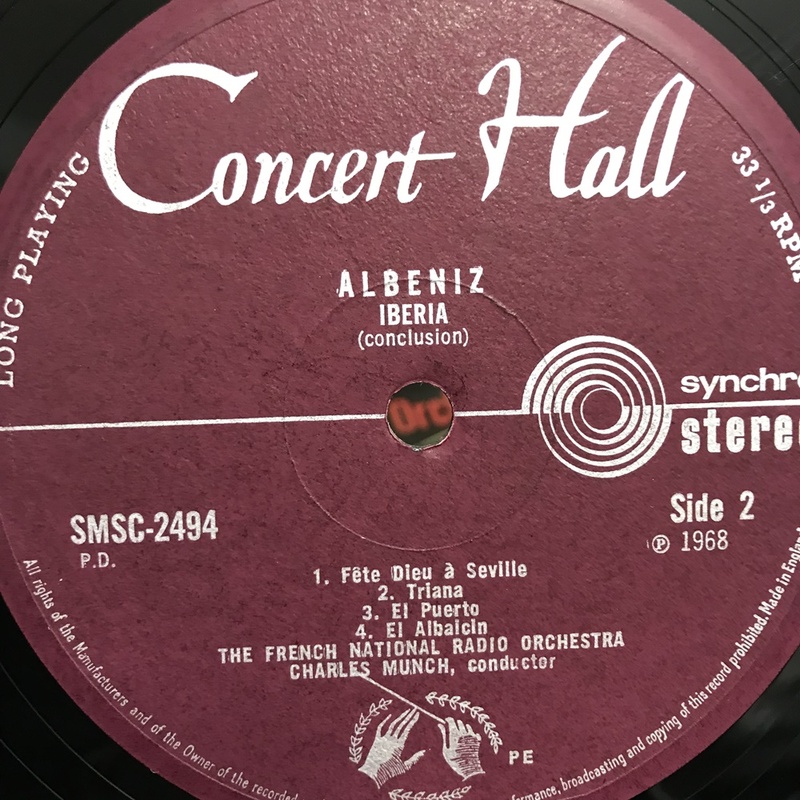 Concert Hall
LONG PLAYING
33 1/3 RPM
ALBENIZ
IBERIA
(conclusion)
synchro
stereo
SMSC-2494
P.D.
Side 2
℗ 1968
1. Fête Dieu à Seville
2. Triana
3. El Puerto
4. El Albaicin
THE FRENCH NATIONAL RADIO ORCHESTRA
CHARLES MUNCH, conductor
PE
All rights of the Manufacturers and of the Owner of the recorded
formance, broadcasting and copying of this record prohibited. Made in England